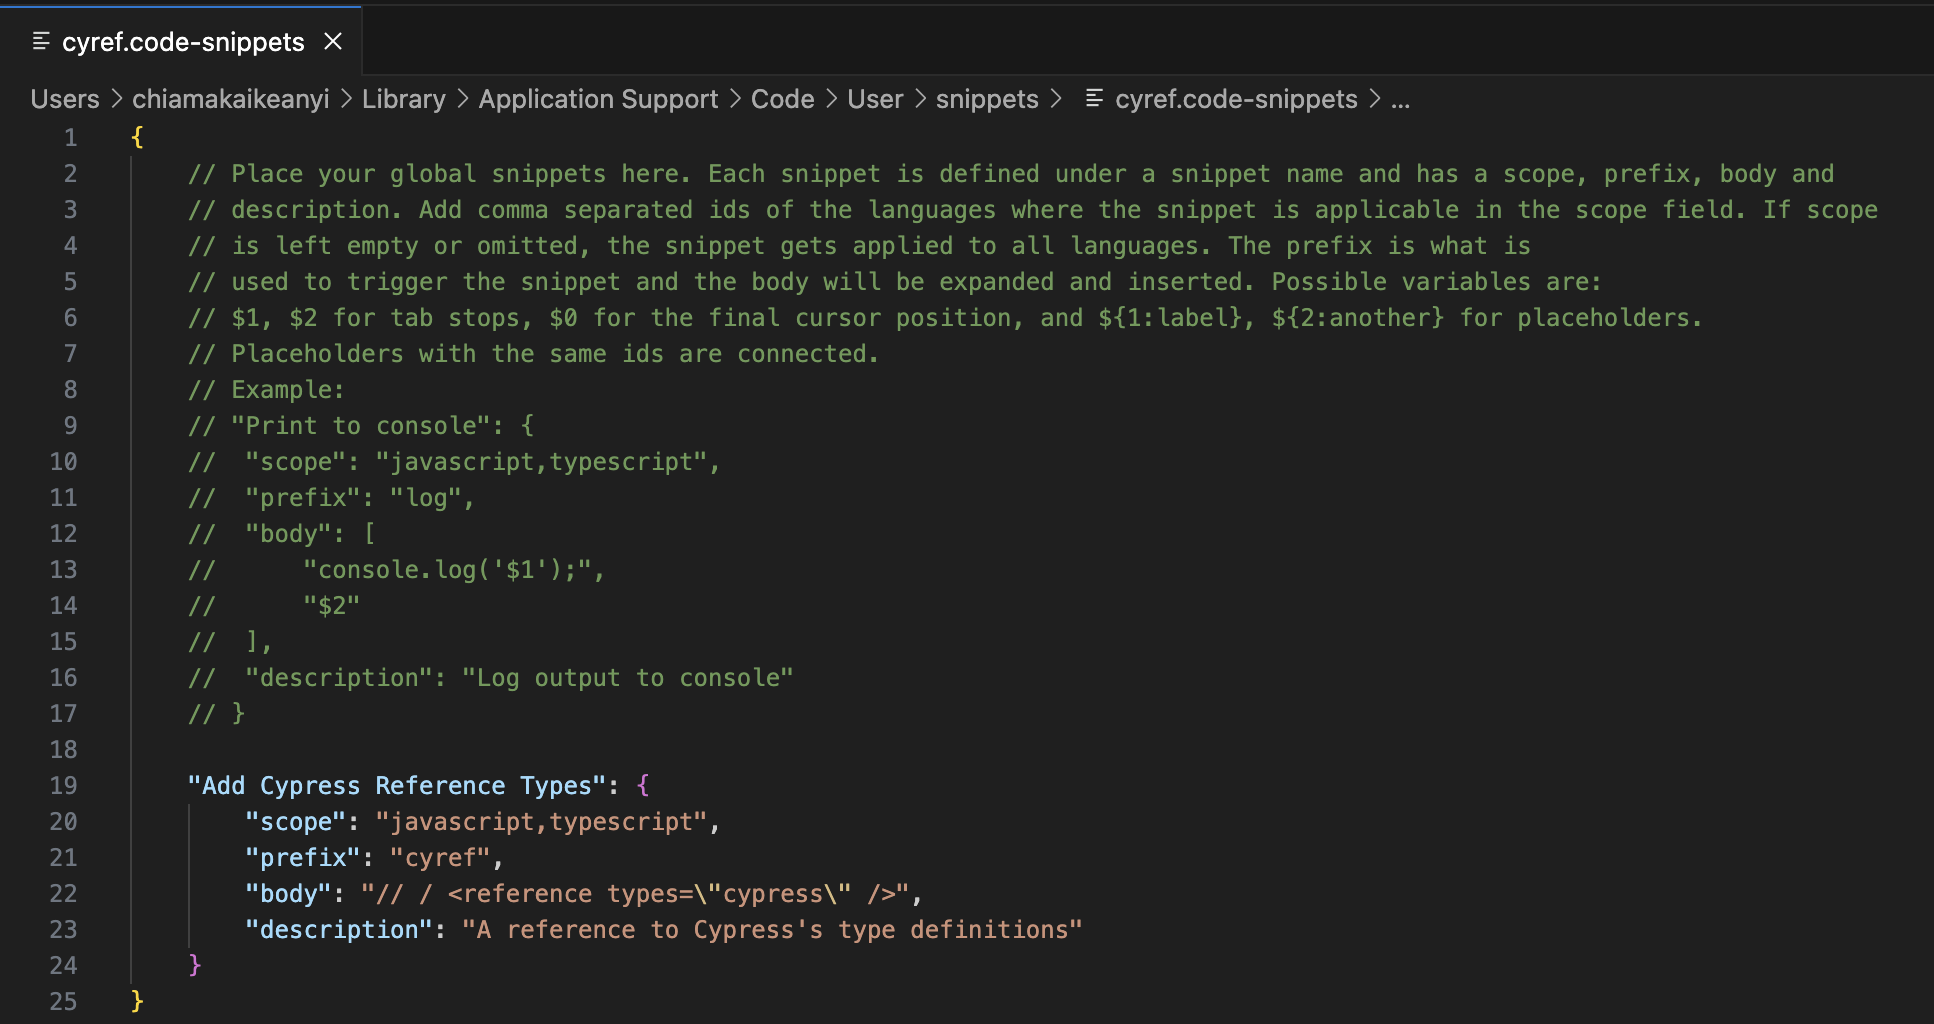 cyref.code-snippets
Users > chiamakaikeanyi > Library > Application Support > Code > User > snippets > cyref.code-snippets > ...
1 {
2 // Place your global snippets here. Each snippet is defined under a snippet name and has a scope, prefix, body and
3 // description. Add comma separated ids of the languages where the snippet is applicable in the scope field. If scope
4 // is left empty or omitted, the snippet gets applied to all languages. The prefix is what is
5 // used to trigger the snippet and the body will be expanded and inserted. Possible variables are:
6 // $1, $2 for tab stops, $0 for the final cursor position, and ${1:label}, ${2:another} for placeholders.
7 // Placeholders with the same ids are connected.
8 // Example:
9 // "Print to console": {
10 //  "scope": "javascript,typescript",
11 //  "prefix": "log",
12 //  "body": [
13 //      "console.log('$1');",
14 //      "$2"
15 //  ],
16 //  "description": "Log output to console"
17 // }
18
19 "Add Cypress Reference Types": {
20 "scope": "javascript,typescript",
21 "prefix": "cyref",
22 "body": "// / <reference types=\"cypress\" />",
23 "description": "A reference to Cypress's type definitions"
24 }
25 }